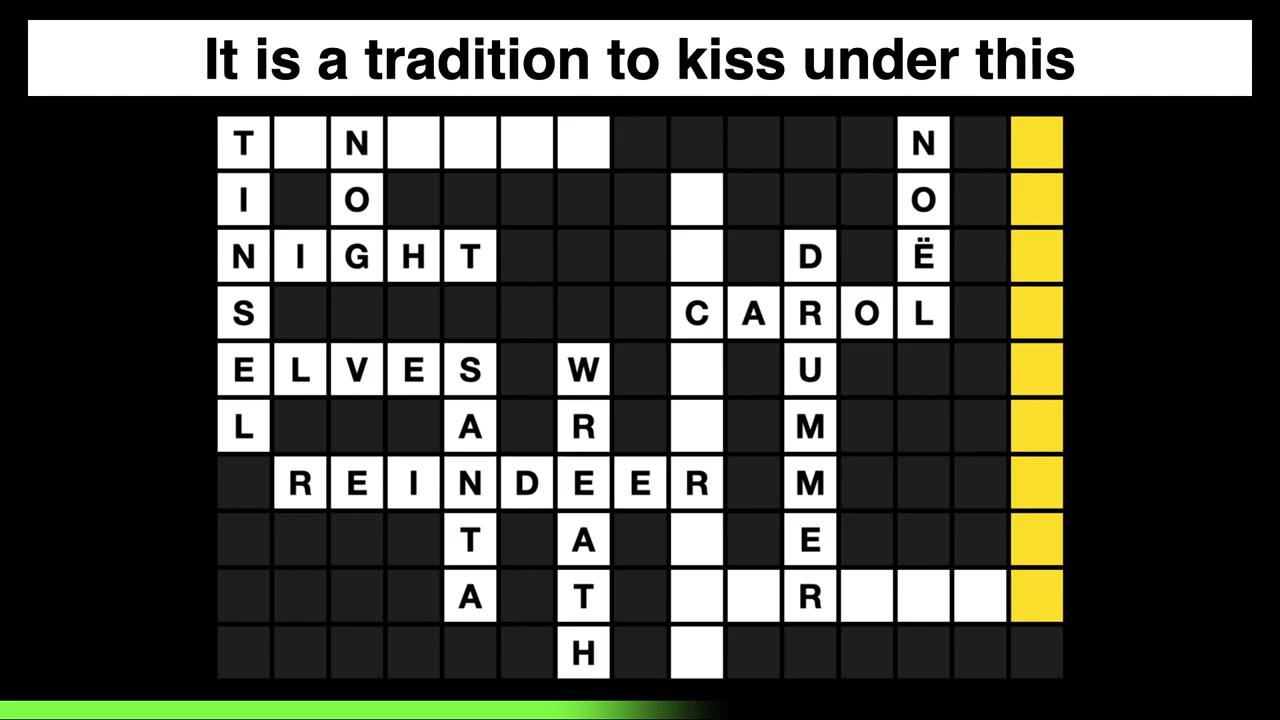 It is a tradition to kiss under this
T N N
I O O
N I G H T D Ë
S C A R O L
E L V E S W U
L A R M
R E I N D E E R M
T A E
A T R
H